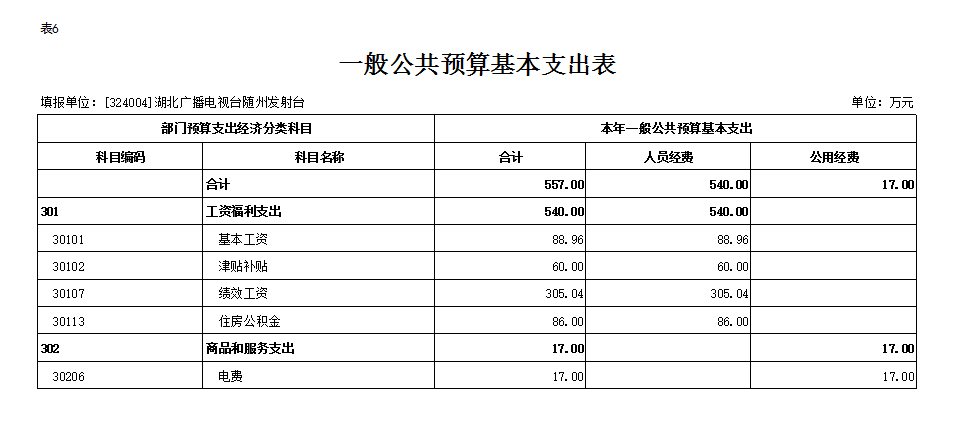 表6
一般公共预算基本支出表
填报单位：[324004]湖北广播电视台随州发射台 单位：万元
部门预算支出经济分类科目 本年一般公共预算基本支出
科目编码 科目名称 合计 人员经费 公用经费
合计 557.00 540.00 17.00
301 工资福利支出 540.00 540.00
30101 基本工资 88.96 88.96
30102 津贴补贴 60.00 60.00
30107 绩效工资 305.04 305.04
30113 住房公积金 86.00 86.00
302 商品和服务支出 17.00 17.00
30206 电费 17.00 17.00